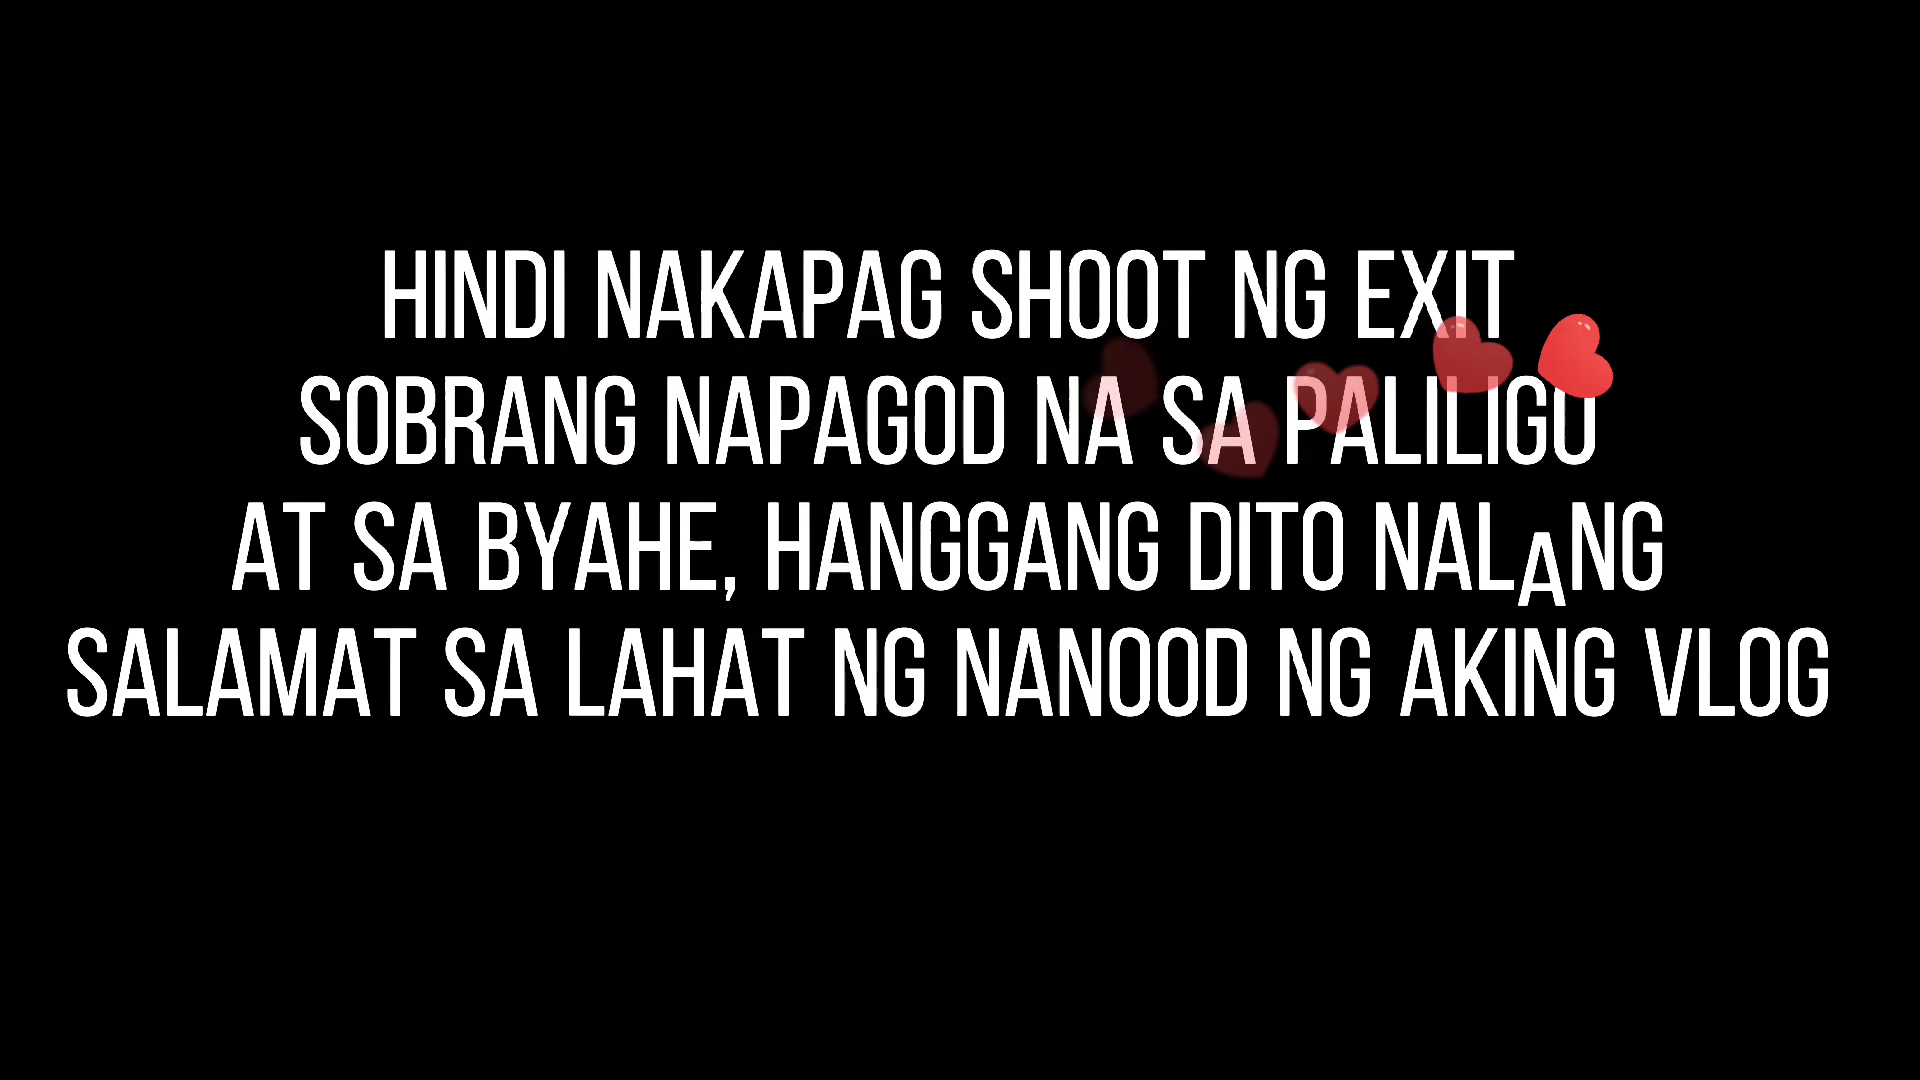 HINDI NAKAPAG SHOOT NG EXIT
SOBRANG NAPAGOD NA SA PALILIGO
AT SA BYAHE, HANGGANG DITO NALANG
SALAMAT SA LAHAT NG NANOOD NG AKING VLOG